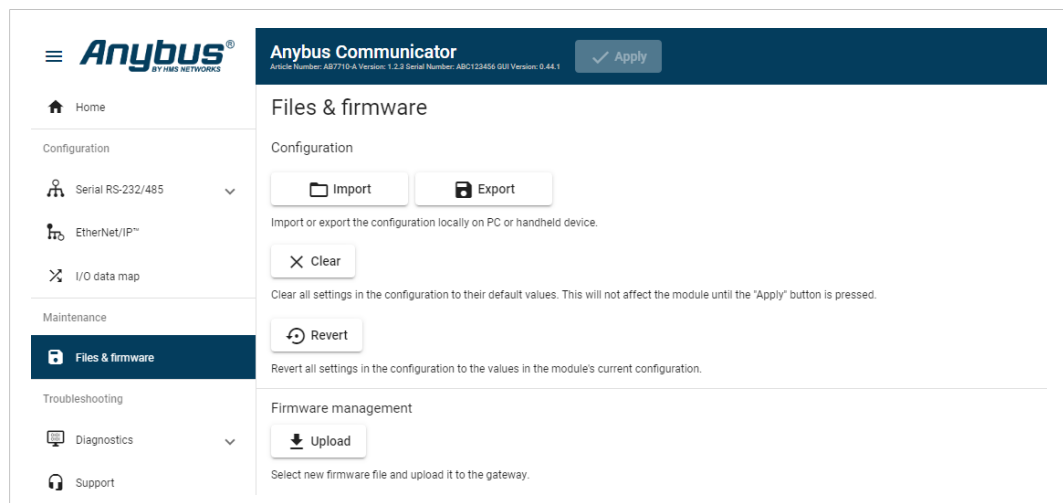 Anybus®
BY HMS NETWORKS
Anybus Communicator
Article Number: AB7710-A Version: 1.2.3 Serial Number: ABC123456 GUI Version: 0.44.1
Apply
Home
Configuration
Serial RS-232/485
EtherNet/IP™
I/O data map
Maintenance
Files & firmware
Troubleshooting
Diagnostics
Support
Files & firmware
Configuration
Import
Export
Import or export the configuration locally on PC or handheld device.
Clear
Clear all settings in the configuration to their default values. This will not affect the module until the "Apply" button is pressed.
Revert
Revert all settings in the configuration to the values in the module's current configuration.
Firmware management
Upload
Select new firmware file and upload it to the gateway.